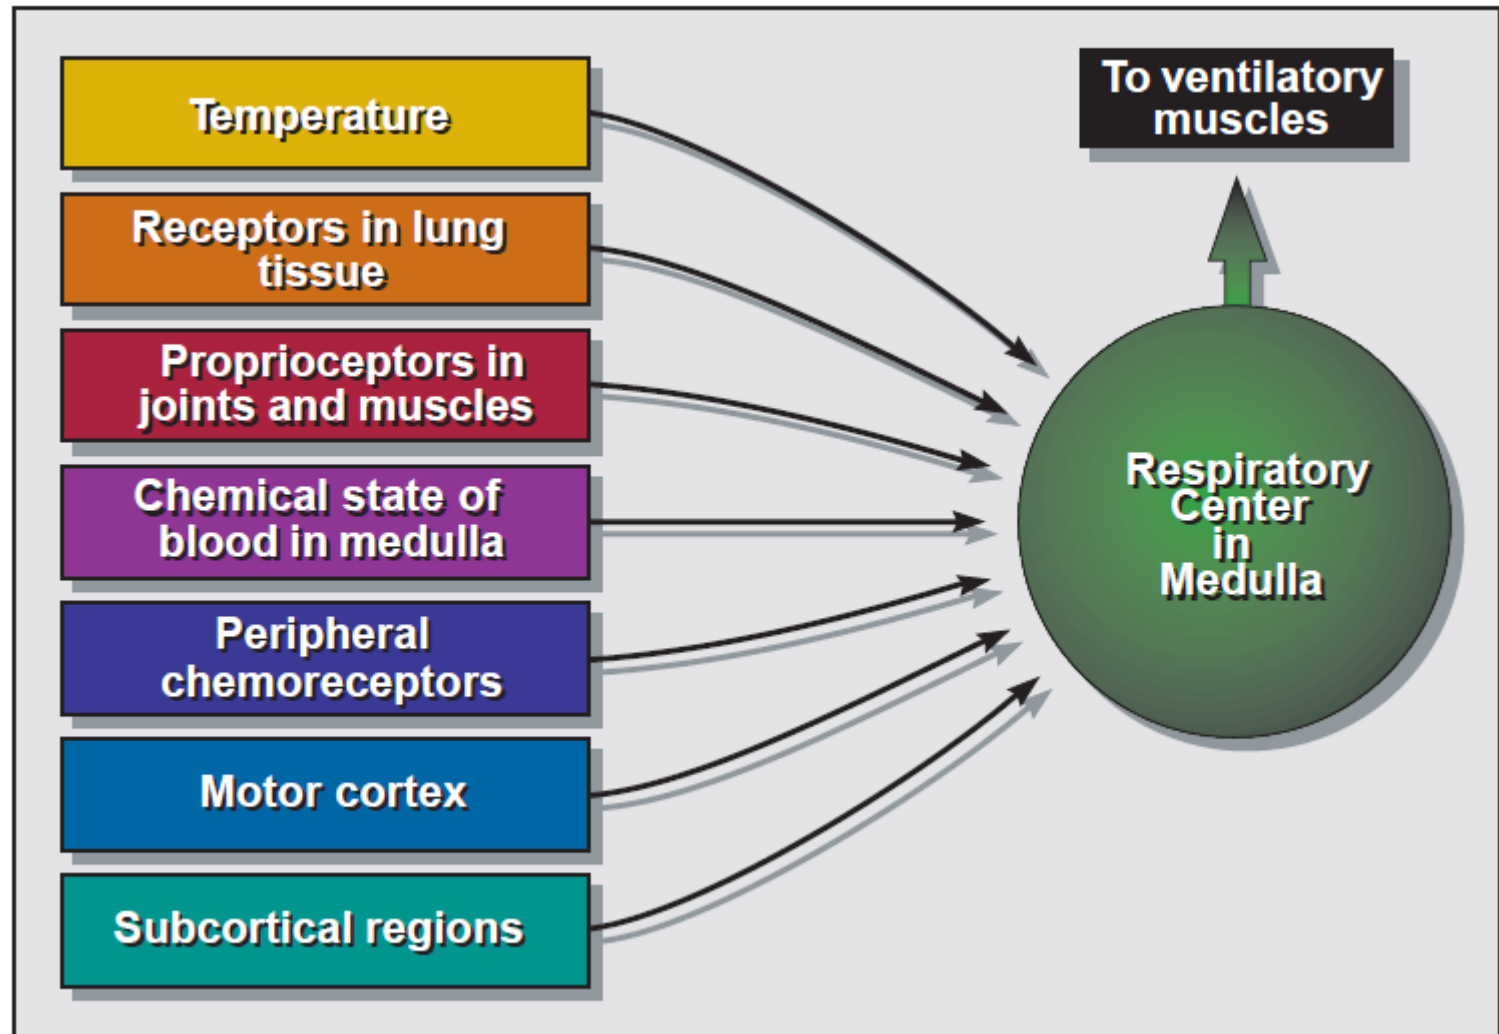 Temperature
Receptors in lung
tissue
Proprioceptors in
joints and muscles
Chemical state of
blood in medulla
Peripheral
chemoreceptors
Motor cortex
Subcortical regions
To ventilatory
muscles
Respiratory
Center
in
Medulla